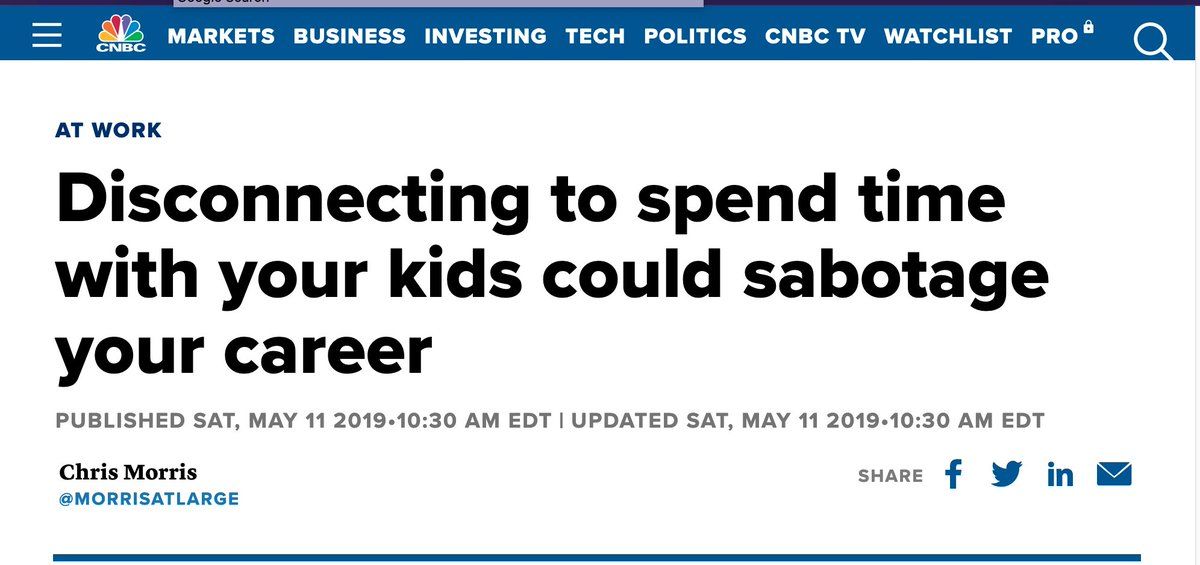 Google Search
CNBC
MARKETS BUSINESS INVESTING TECH POLITICS CNBC TV WATCHLIST PRO
AT WORK
Disconnecting to spend time
with your kids could sabotage
your career
PUBLISHED SAT, MAY 11 2019•10:30 AM EDT | UPDATED SAT, MAY 11 2019•10:30 AM EDT
Chris Morris
@MORRISATLARGE
SHARE